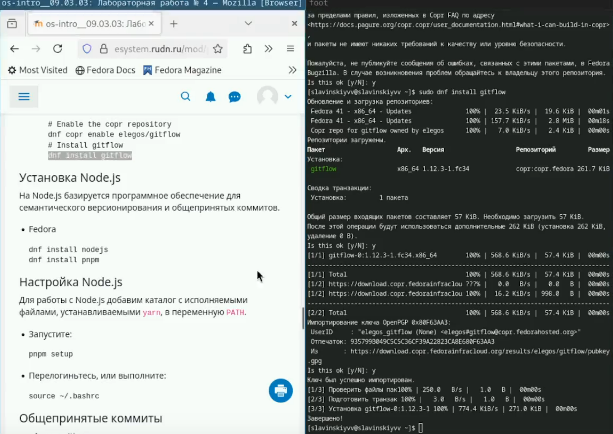 os-intro__09.03.03: Лабораторная работа № 4 — Mozilla [Browser]
os-intro__09.03.03: Лабс
esystem.rudn.ru/mod/
Most Visited
Fedora Docs
Fedora Magazine
# Enable the copr repository
dnf copr enable elegos/gitflow
# Install gitflow
dnf install gitflow
Установка Node.js
На Node.js базируется программное обеспечение для
семантического версионирования и общепринятых коммитов.
• Fedora
dnf install nodejs
dnf install pnpm
Настройка Node.js
Для работы с Node.js добавим каталог с исполняемыми
файлами, устанавливаемыми yarn, в переменную PATH.
• Запустите:
pnpm setup
• Перелогиньтесь, или выполните:
source ~/.bashrc
Общепринятые коммиты
foot
за пределами правил, изложенных в Copr FAQ по адресу
<https://docs.pagure.org/copr.copr/user_documentation.html#what-i-can-build-in-copr>
,
и пакеты не имеют никаких требований к качеству или уровню безопасности.
Пожалуйста, не публикуйте сообщения об ошибках, связанных с этими пакетами, в Fedora
Bugzilla. В случае возникновения проблем обращайтесь к владельцу этого репозитория.
Is this ok [y/N]: y
[slavinskiyvv@slavinskiyvv ~]$ sudo dnf install gitflow
Обновление и загрузка репозиториев:
Fedora 41 - x86_64 - Updates 100% | 23.5 KiB/s | 19.6 KiB | 00m01s
Fedora 41 - x86_64 - Updates 100% | 157.7 KiB/s | 2.8 MiB | 00m18s
Copr repo for gitflow owned by elegos 100% | 7.0 KiB/s | 2.4 KiB | 00m00s
Репозитории загружены.
Пакет Арх. Версия Репозиторий Размер
Установка:
gitflow x86_64 1.12.3-1.fc34 copr:copr.fedora 261.7 KiB
Сводка транзакции:
Установка: 1 пакета
Общий размер входящих пакетов составляет 57 KiB. Необходимо загрузить 57 KiB.
После этой операции будут использоваться дополнительные 262 KiB (установка 262 KiB,
удаление 0 B).
Is this ok [y/N]: y
[1/1] gitflow-0:1.12.3-1.fc34.x86_64 100% | 568.6 KiB/s | 57.4 KiB | 00m00s
[1/1] Total 100% | 568.6 KiB/s | 57.4 KiB | 00m00s
[1/2] https://download.copr.fedorainfraclou ???% | 0.0 B/s | 0.0 B | 00m00s
[1/2] https://download.copr.fedorainfraclou 100% | 16.2 KiB/s | 998.0 B | 00m00s
[2/2] Total 100% | 568.6 KiB/s | 57.4 KiB | 00m00s
Импортирование ключа OpenPGP 0x80F63AA3:
UserID : "elegos_gitflow (None) <elegos#gitflow@copr.fedorahosted.org>"
Из : https://download.copr.fedorainfracloud.org/results/elegos/gitflow/pubkey
.gpg
Is this ok [y/N]: y
Ключ был успешно импортирован.
[1/3] Проверить файлы пак100% | 250.0 B/s | 1.0 B | 00m00s
[2/3] Подготовить транзак 100% | 3.0 B/s | 1.0 B | 00m00s
[3/3] Установка gitflow-0:1.12.3-1 100% | 774.4 KiB/s | 271.0 KiB | 00m00s
Завершено!
[slavinskiyvv@slavinskiyvv ~]$